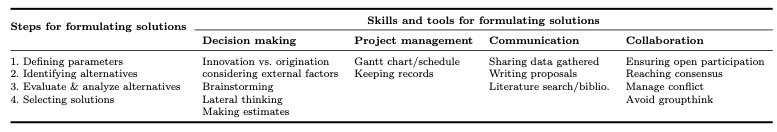 Skills and tools for formulating solutions
Steps for formulating solutions
Decision making Project management Communication Collaboration
1. Defining parameters Innovation vs. origination Gantt chart/schedule Sharing data gathered Ensuring open participation
2. Identifying alternatives considering external factors Keeping records Writing proposals Reaching consensus
3. Evaluate & analyze alternatives Brainstorming Literature search/biblio. Manage conflict
4. Selecting solutions Lateral thinking Avoid groupthink
Making estimates